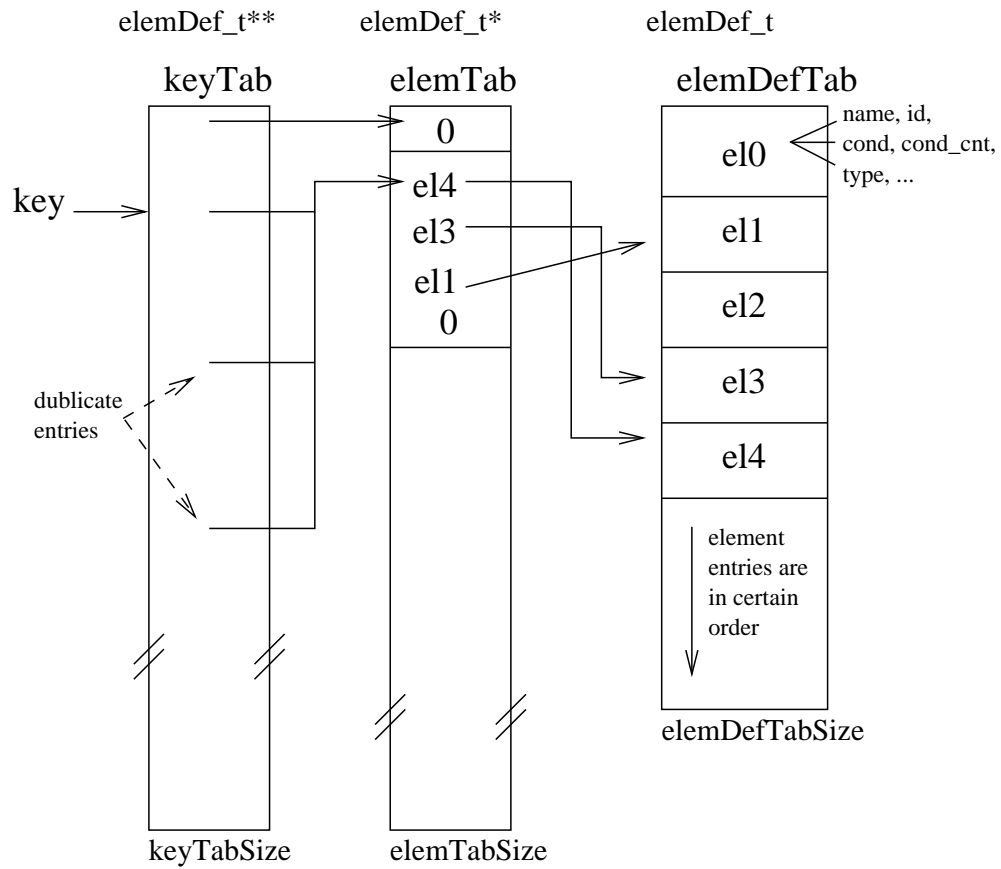 elemDef_t**
elemDef_t*
elemDef_t
keyTab
elemTab
elemDefTab
key
0
el4
el3
el1
0
el0
el1
el2
el3
el4
name, id,
cond, cond_cnt,
type, ...
dublicate
entries
element
entries are
in certain
order
keyTabSize
elemTabSize
elemDefTabSize